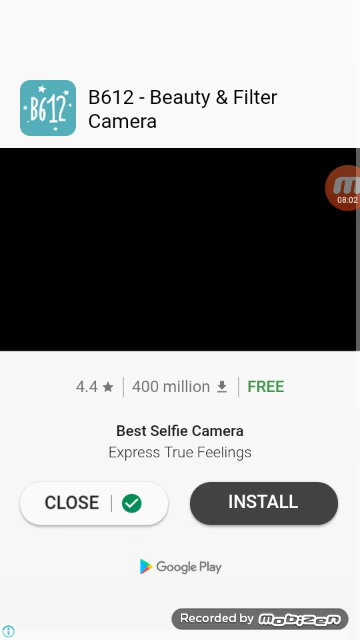 B612
B612 - Beauty & Filter
Camera
08:02
4.4 ★ | 400 million | FREE
Best Selfie Camera
Express True Feelings
CLOSE | INSTALL
Google Play
Recorded by mobizen